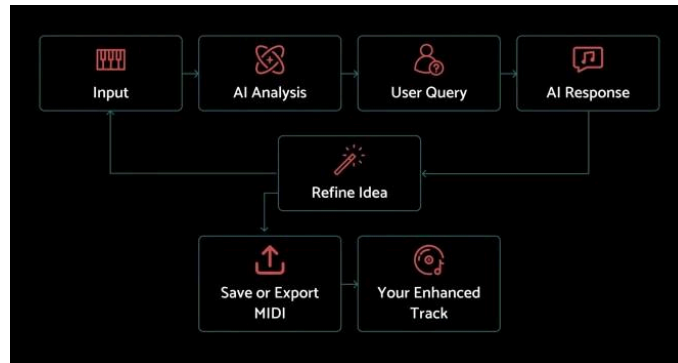 Input
AI Analysis
User Query
AI Response
Refine Idea
Save or Export
MIDI
Your Enhanced
Track